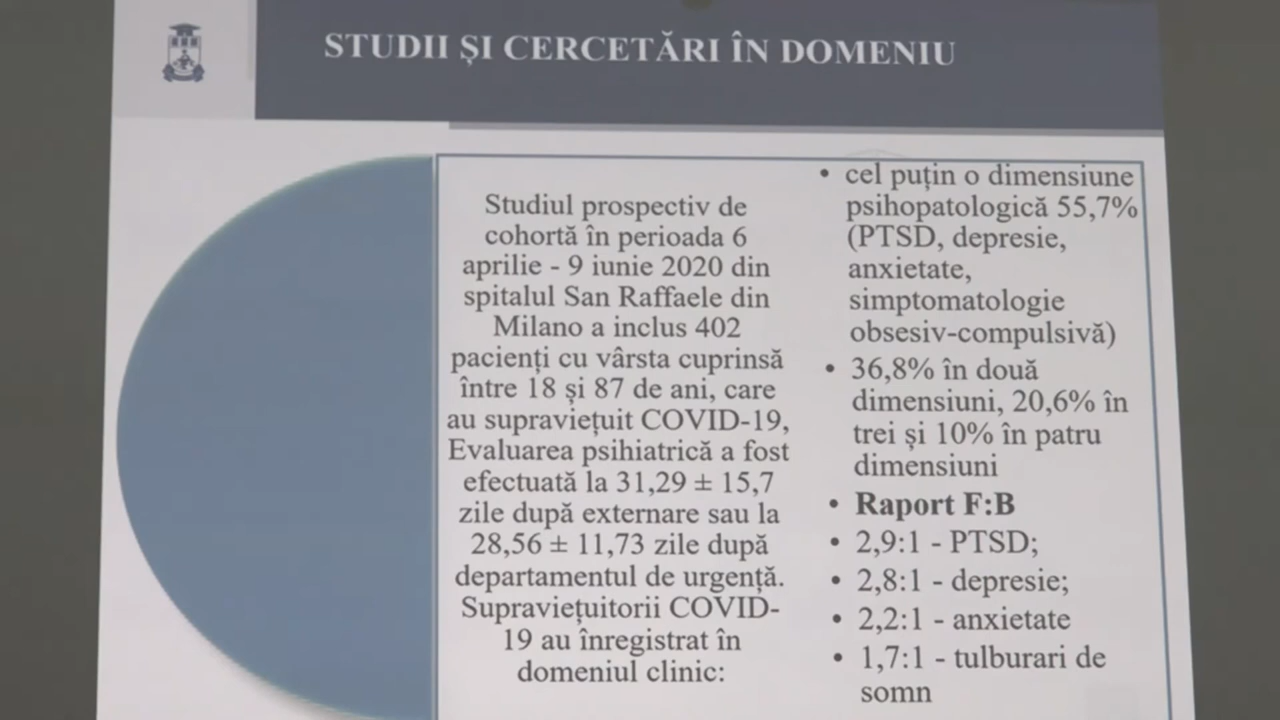 STUDII ȘI CERCETĂRI ÎN DOMENIU
Studiul prospectiv de
cohortă în perioada 6
aprilie - 9 iunie 2020 din
spitalul San Raffaele din
Milano a inclus 402
pacienți cu vârsta cuprinsă
între 18 și 87 de ani, care
au supraviețuit COVID-19,
Evaluarea psihiatrică a fost
efectuată la 31,29 ± 15,7
zile după externare sau la
28,56 ± 11,73 zile după
departamentul de urgență.
Supraviețuitorii COVID-
19 au înregistrat în
domeniul clinic:
• cel puțin o dimensiune
psihopatologică 55,7%
(PTSD, depresie,
anxietate,
simptomatologie
obsesiv-compulsivă)
• 36,8% în două
dimensiuni, 20,6% în
trei și 10% în patru
dimensiuni
• Raport F:B
• 2,9:1 - PTSD;
• 2,8:1 - depresie;
• 2,2:1 - anxietate
• 1,7:1 - tulburari de
somn